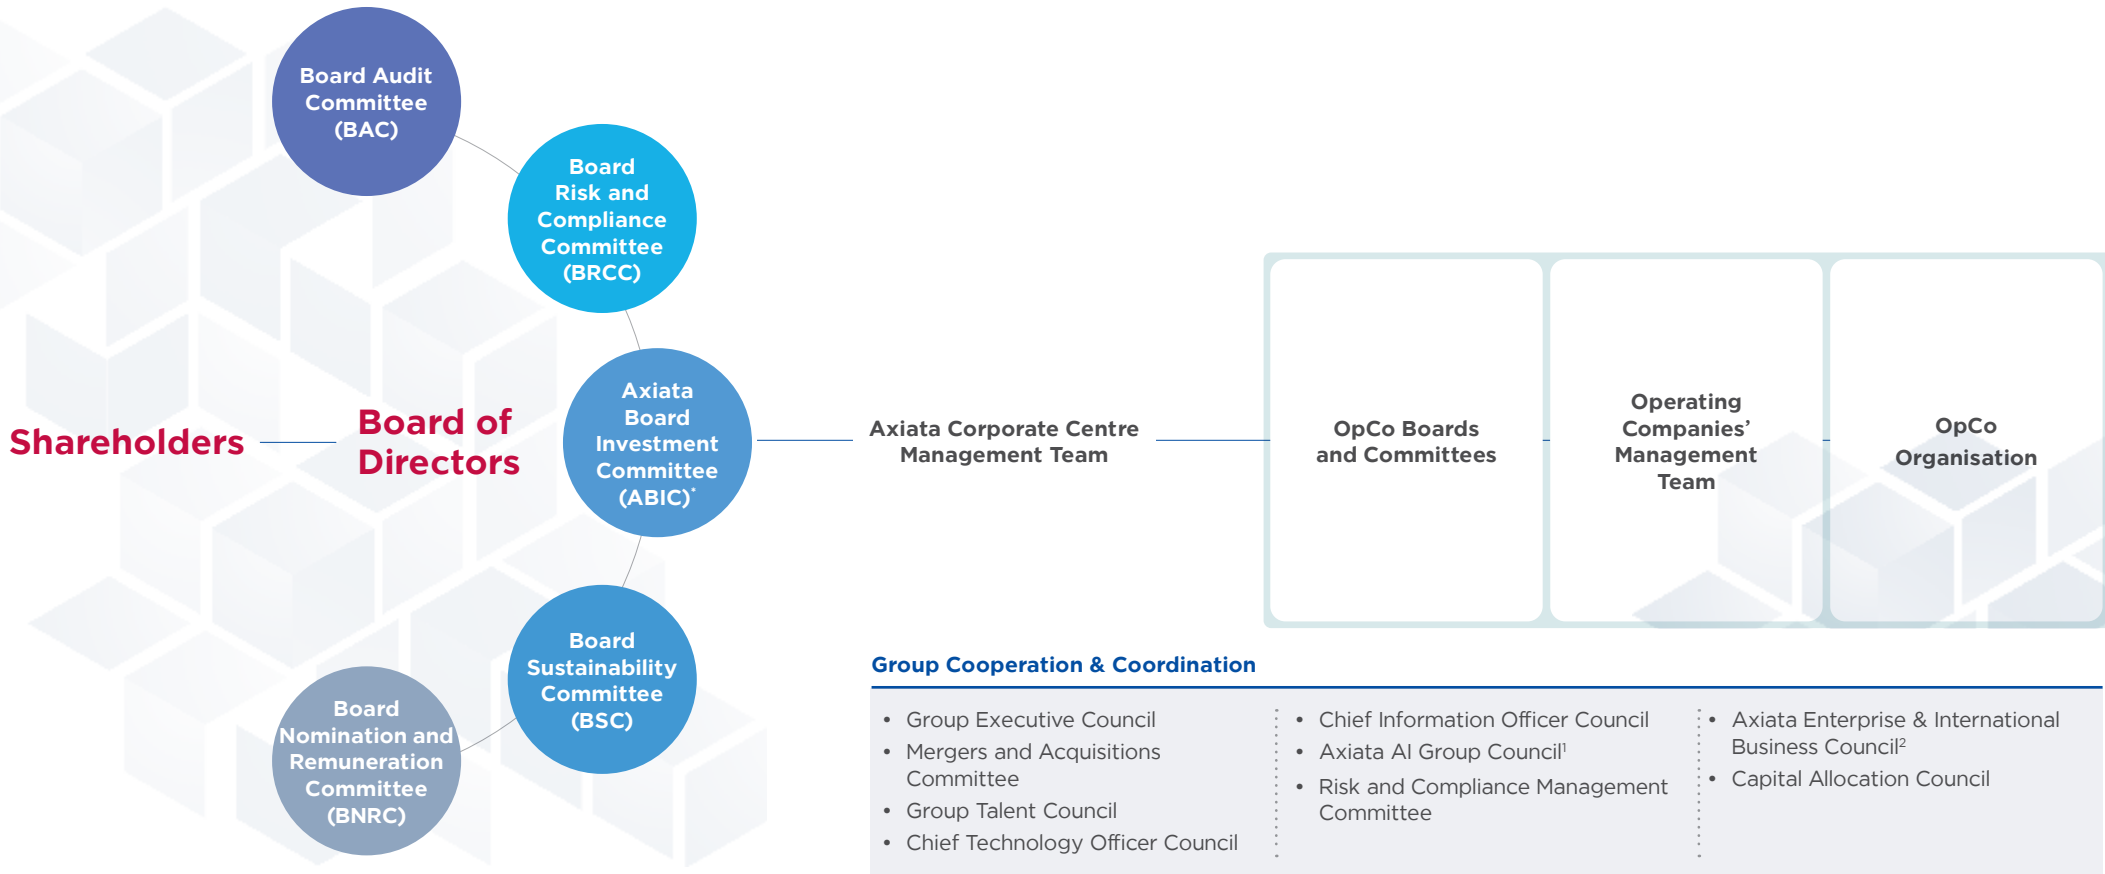 Board Audit
Committee
(BAC)
Board
Risk and
Compliance
Committee
(BRCC)
Shareholders
Board of
Directors
Axiata
Board
Investment
Committee
(ABIC)*
Board
Sustainability
Committee
(BSC)
Board
Nomination and
Remuneration
Committee
(BNRC)
Axiata Corporate Centre
Management Team
OpCo Boards
and Committees
Operating
Companies’
Management
Team
OpCo
Organisation
Group Cooperation & Coordination
• Group Executive Council
• Mergers and Acquisitions
Committee
• Group Talent Council
• Chief Technology Officer Council
• Chief Information Officer Council
• Axiata AI Group Council¹
• Risk and Compliance Management
Committee
• Axiata Enterprise & International
Business Council²
• Capital Allocation Council